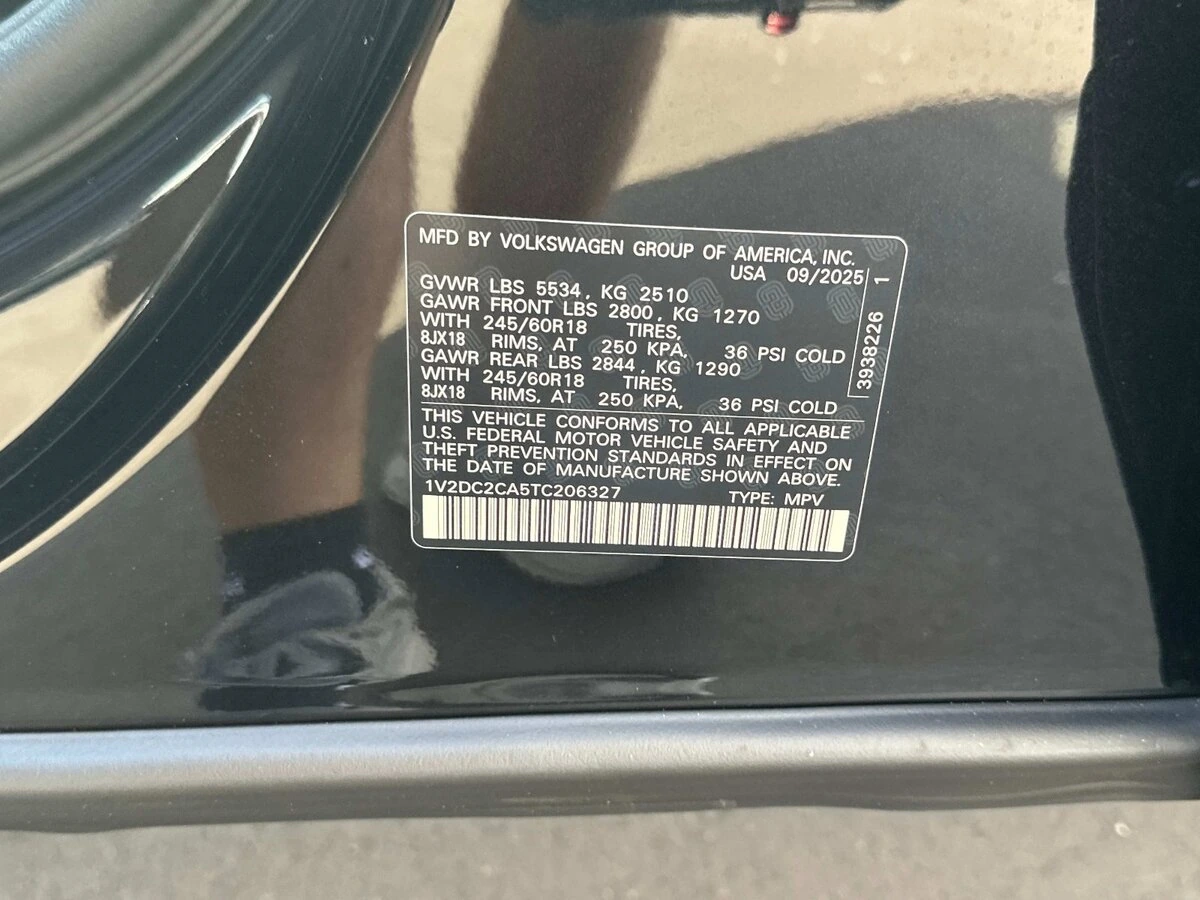 MFD BY VOLKSWAGEN GROUP OF AMERICA, INC.
USA 09/2025
GVWR LBS 5534, KG 2510
GAWR FRONT LBS 2800, KG 1270
WITH 245/60R18 TIRES,
8JX18 RIMS, AT 250 KPA, 36 PSI COLD
GAWR REAR LBS 2844, KG 1290
WITH 245/60R18 TIRES,
8JX18 RIMS, AT 250 KPA, 36 PSI COLD
3938226 1
THIS VEHICLE CONFORMS TO ALL APPLICABLE
U.S. FEDERAL MOTOR VEHICLE SAFETY AND
THEFT PREVENTION STANDARDS IN EFFECT ON
THE DATE OF MANUFACTURE SHOWN ABOVE.
1V2DC2CA5TC206327 TYPE: MPV